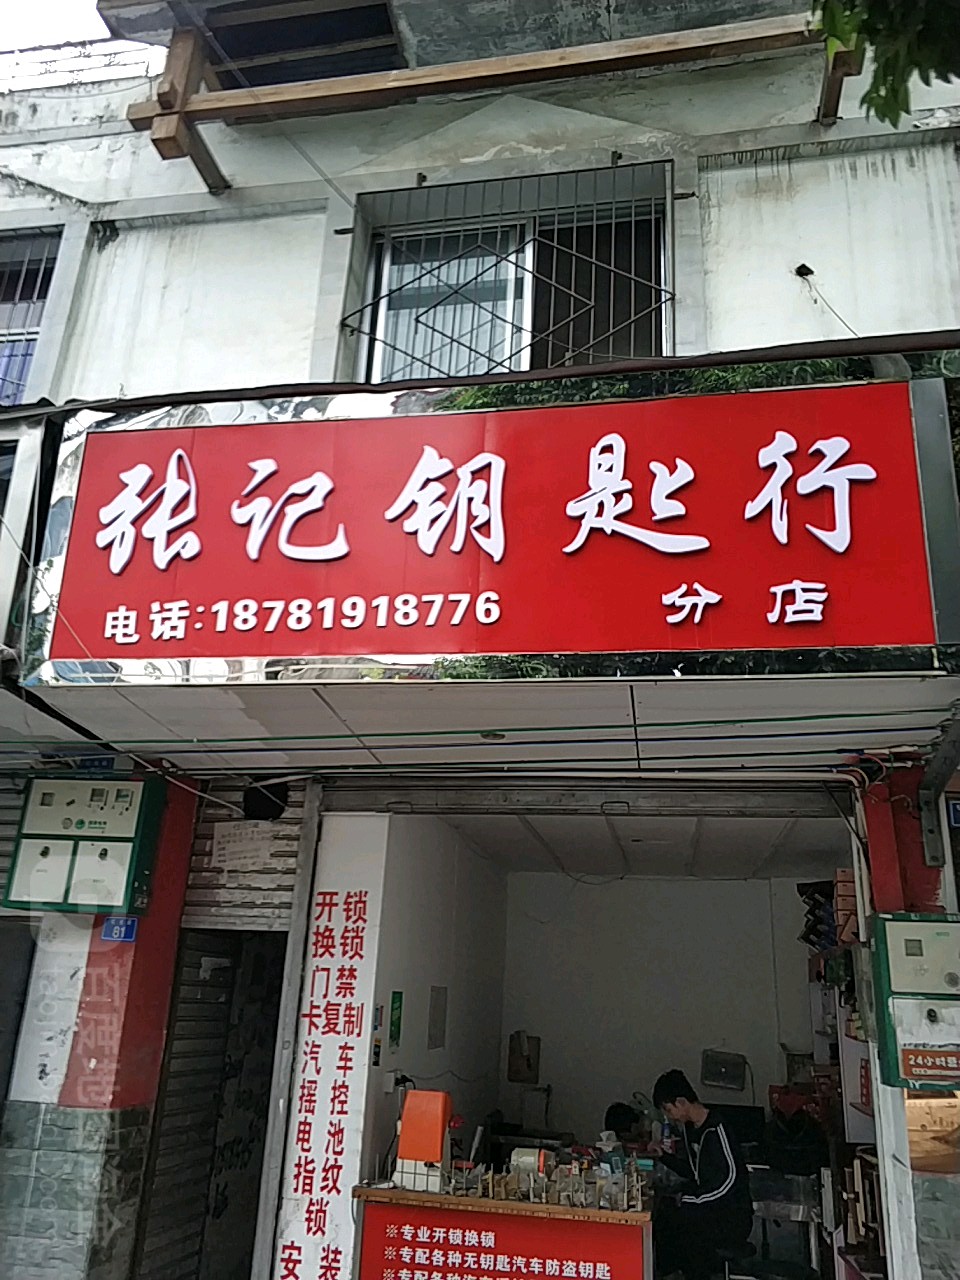 张记钥匙行
电话:18781918776 分店
81
开锁
换锁
门禁
卡复制
汽车
摇控
电池
指纹
锁
安装
24小时
※专业开锁换锁
※专配各种无钥匙汽车防盗钥匙